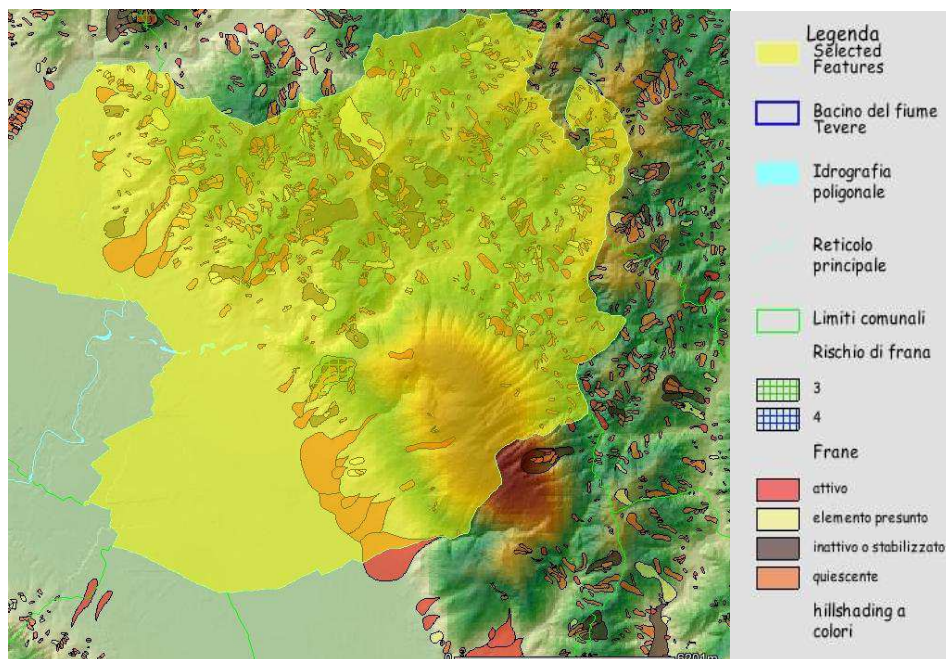 Legenda
Selected
Features
Bacino del fiume
Tevere
Idrografia
poligonale
Reticolo
principale
Limiti comunali
Rischio di frana
3
4
Frane
attivo
elemento presunto
inattivo o stabilizzato
quiescente
hillshading a
colori
0